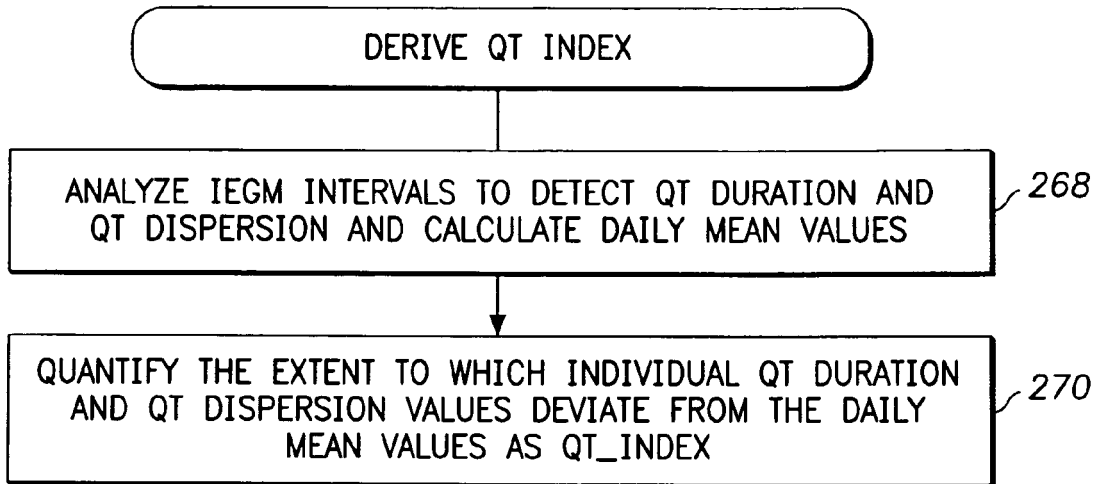 DERIVE QT INDEX
ANALYZE IEGM INTERVALS TO DETECT QT DURATION AND
QT DISPERSION AND CALCULATE DAILY MEAN VALUES
268
QUANTIFY THE EXTENT TO WHICH INDIVIDUAL QT DURATION
AND QT DISPERSION VALUES DEVIATE FROM THE DAILY
MEAN VALUES AS QT_INDEX
270